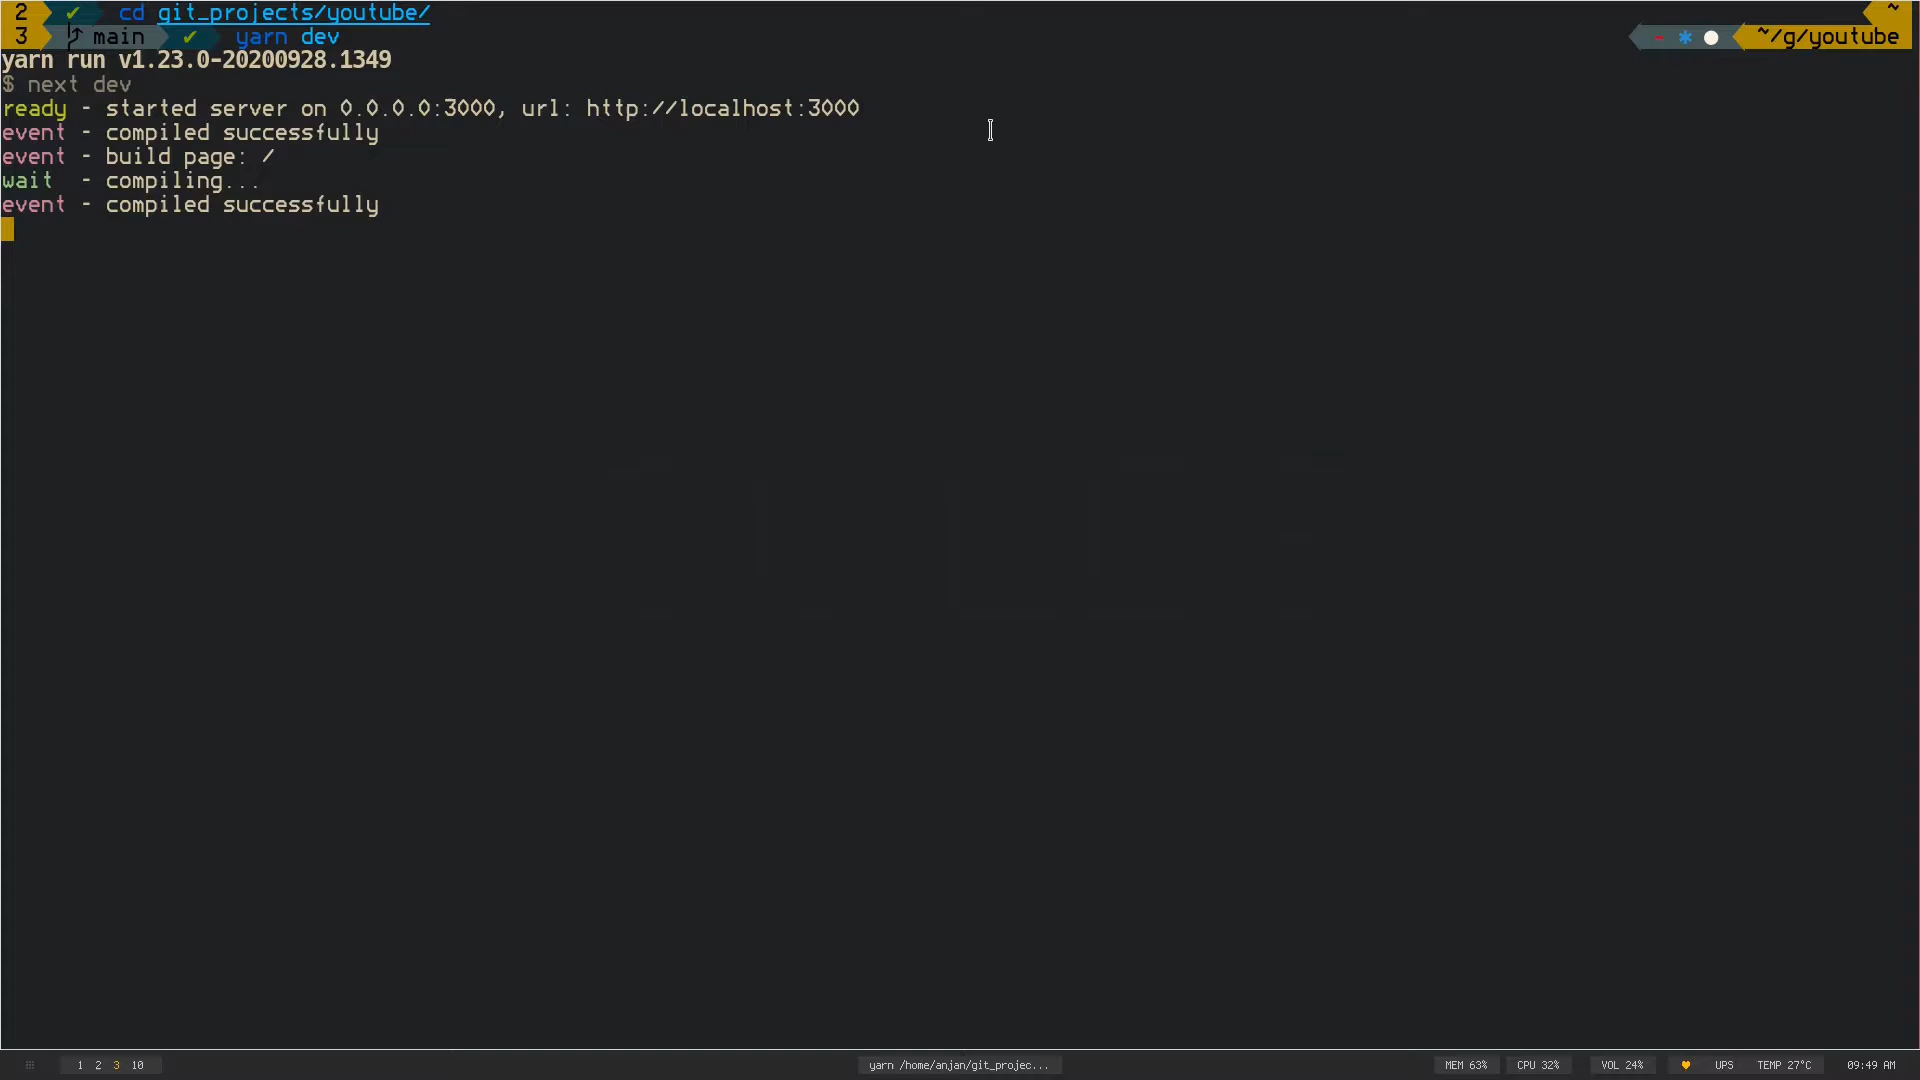 2 ✔ cd git_projects/youtube/ ~
3 main ✔ yarn dev ~/g/youtube
yarn run v1.23.0-20200928.1349
$ next dev
ready - started server on 0.0.0.0:3000, url: http://localhost:3000
event - compiled successfully
event - build page: /
wait  - compiling...
event - compiled successfully
1 2 3 10 yarn /home/anjan/git_projec... MEM 63% CPU 32% VOL 24% UPS TEMP 27°C 09:49 AM